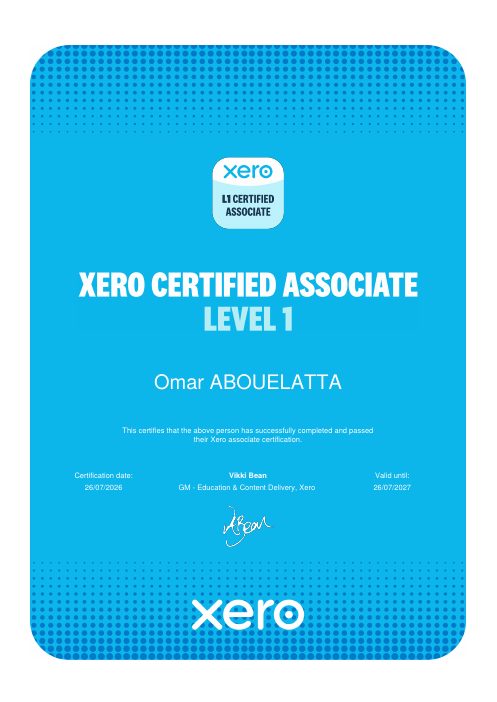 xero
L1 CERTIFIED
ASSOCIATE
XERO CERTIFIED ASSOCIATE
LEVEL 1
Omar ABOUELATTA
This certifies that the above person has successfully completed and passed
their Xero associate certification.
Certification date:
26/07/2026
Vikki Bean
GM - Education & Content Delivery, Xero
Valid until:
26/07/2027
VBean
xero